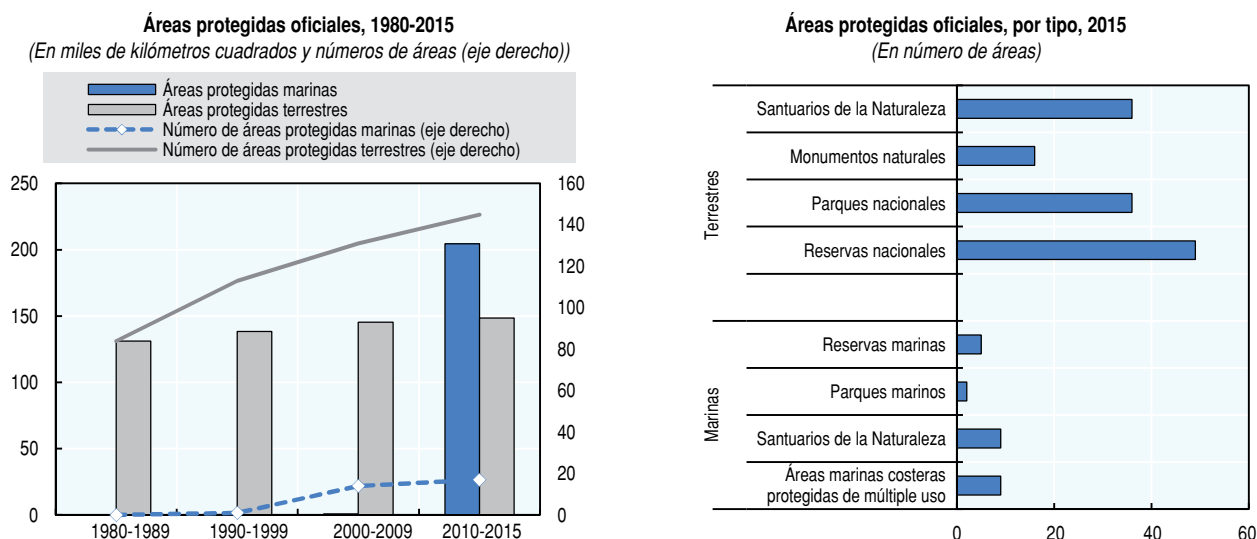 Áreas protegidas oficiales, 1980-2015
(En miles de kilómetros cuadrados y números de áreas (eje derecho))
Áreas protegidas marinas
Áreas protegidas terrestres
Número de áreas protegidas marinas (eje derecho)
Número de áreas protegidas terrestres (eje derecho)
250
200
150
100
50
0
160
140
120
100
80
60
40
20
0
1980-1989
1990-1999
2000-2009
2010-2015
Áreas protegidas oficiales, por tipo, 2015
(En número de áreas)
Terrestres
Santuarios de la Naturaleza
Monumentos naturales
Parques nacionales
Reservas nacionales
Marinas
Reservas marinas
Parques marinos
Santuarios de la Naturaleza
Áreas marinas costeras
protegidas de múltiple uso
0
20
40
60